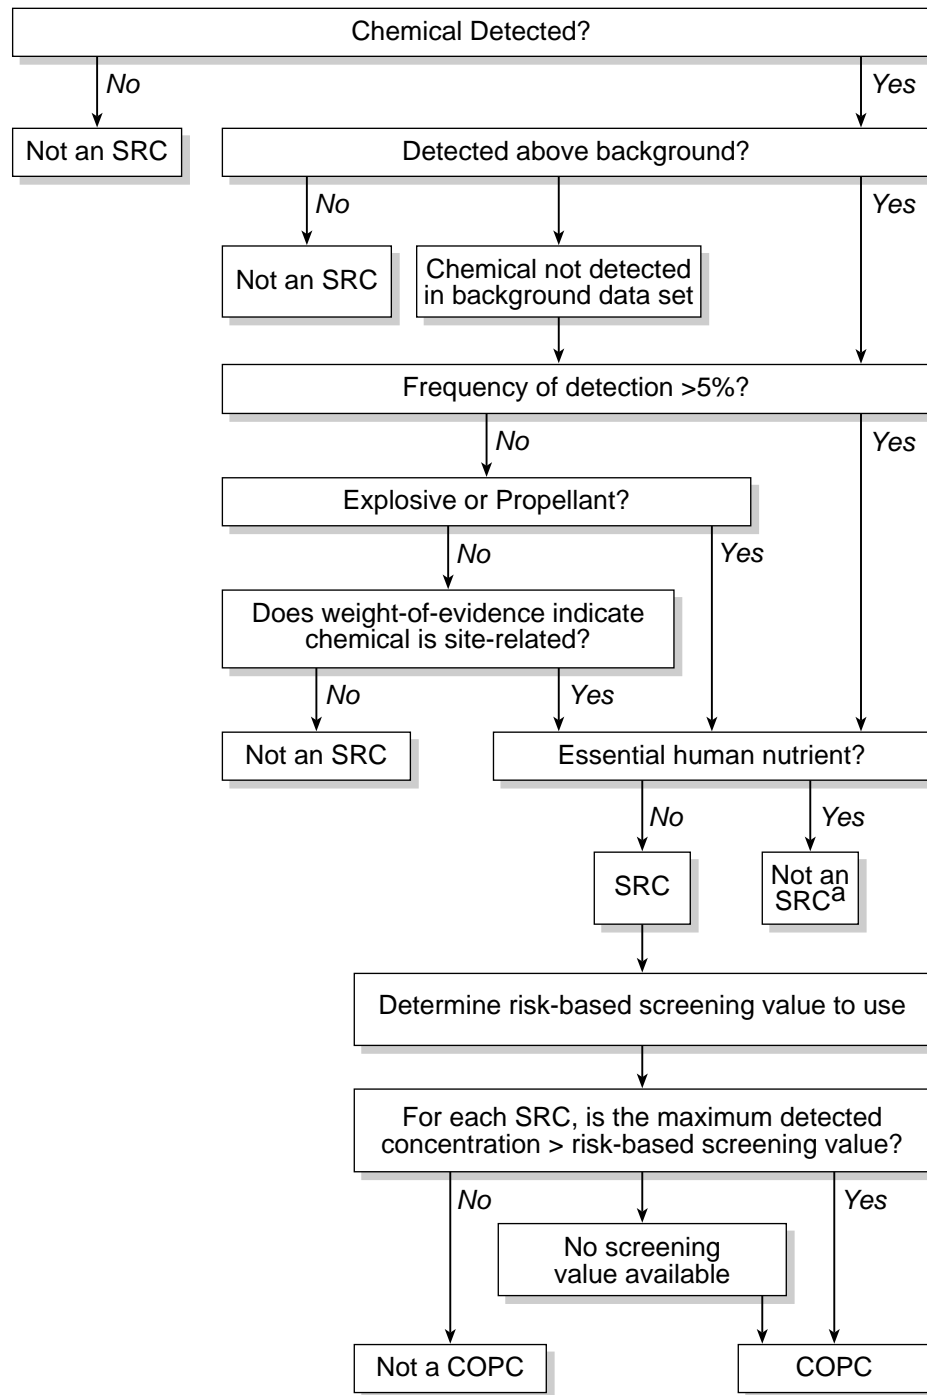 Chemical Detected?
No
Yes
Not an SRC
Detected above background?
No
Yes
Not an SRC
Chemical not detected
in background data set
Frequency of detection >5%?
No
Yes
Explosive or Propellant?
No
Yes
Does weight-of-evidence indicate
chemical is site-related?
No
Yes
Not an SRC
Essential human nutrient?
No
Yes
SRC
Not an
SRCa
Determine risk-based screening value to use
For each SRC, is the maximum detected
concentration > risk-based screening value?
No
Yes
No screening
value available
Not a COPC
COPC